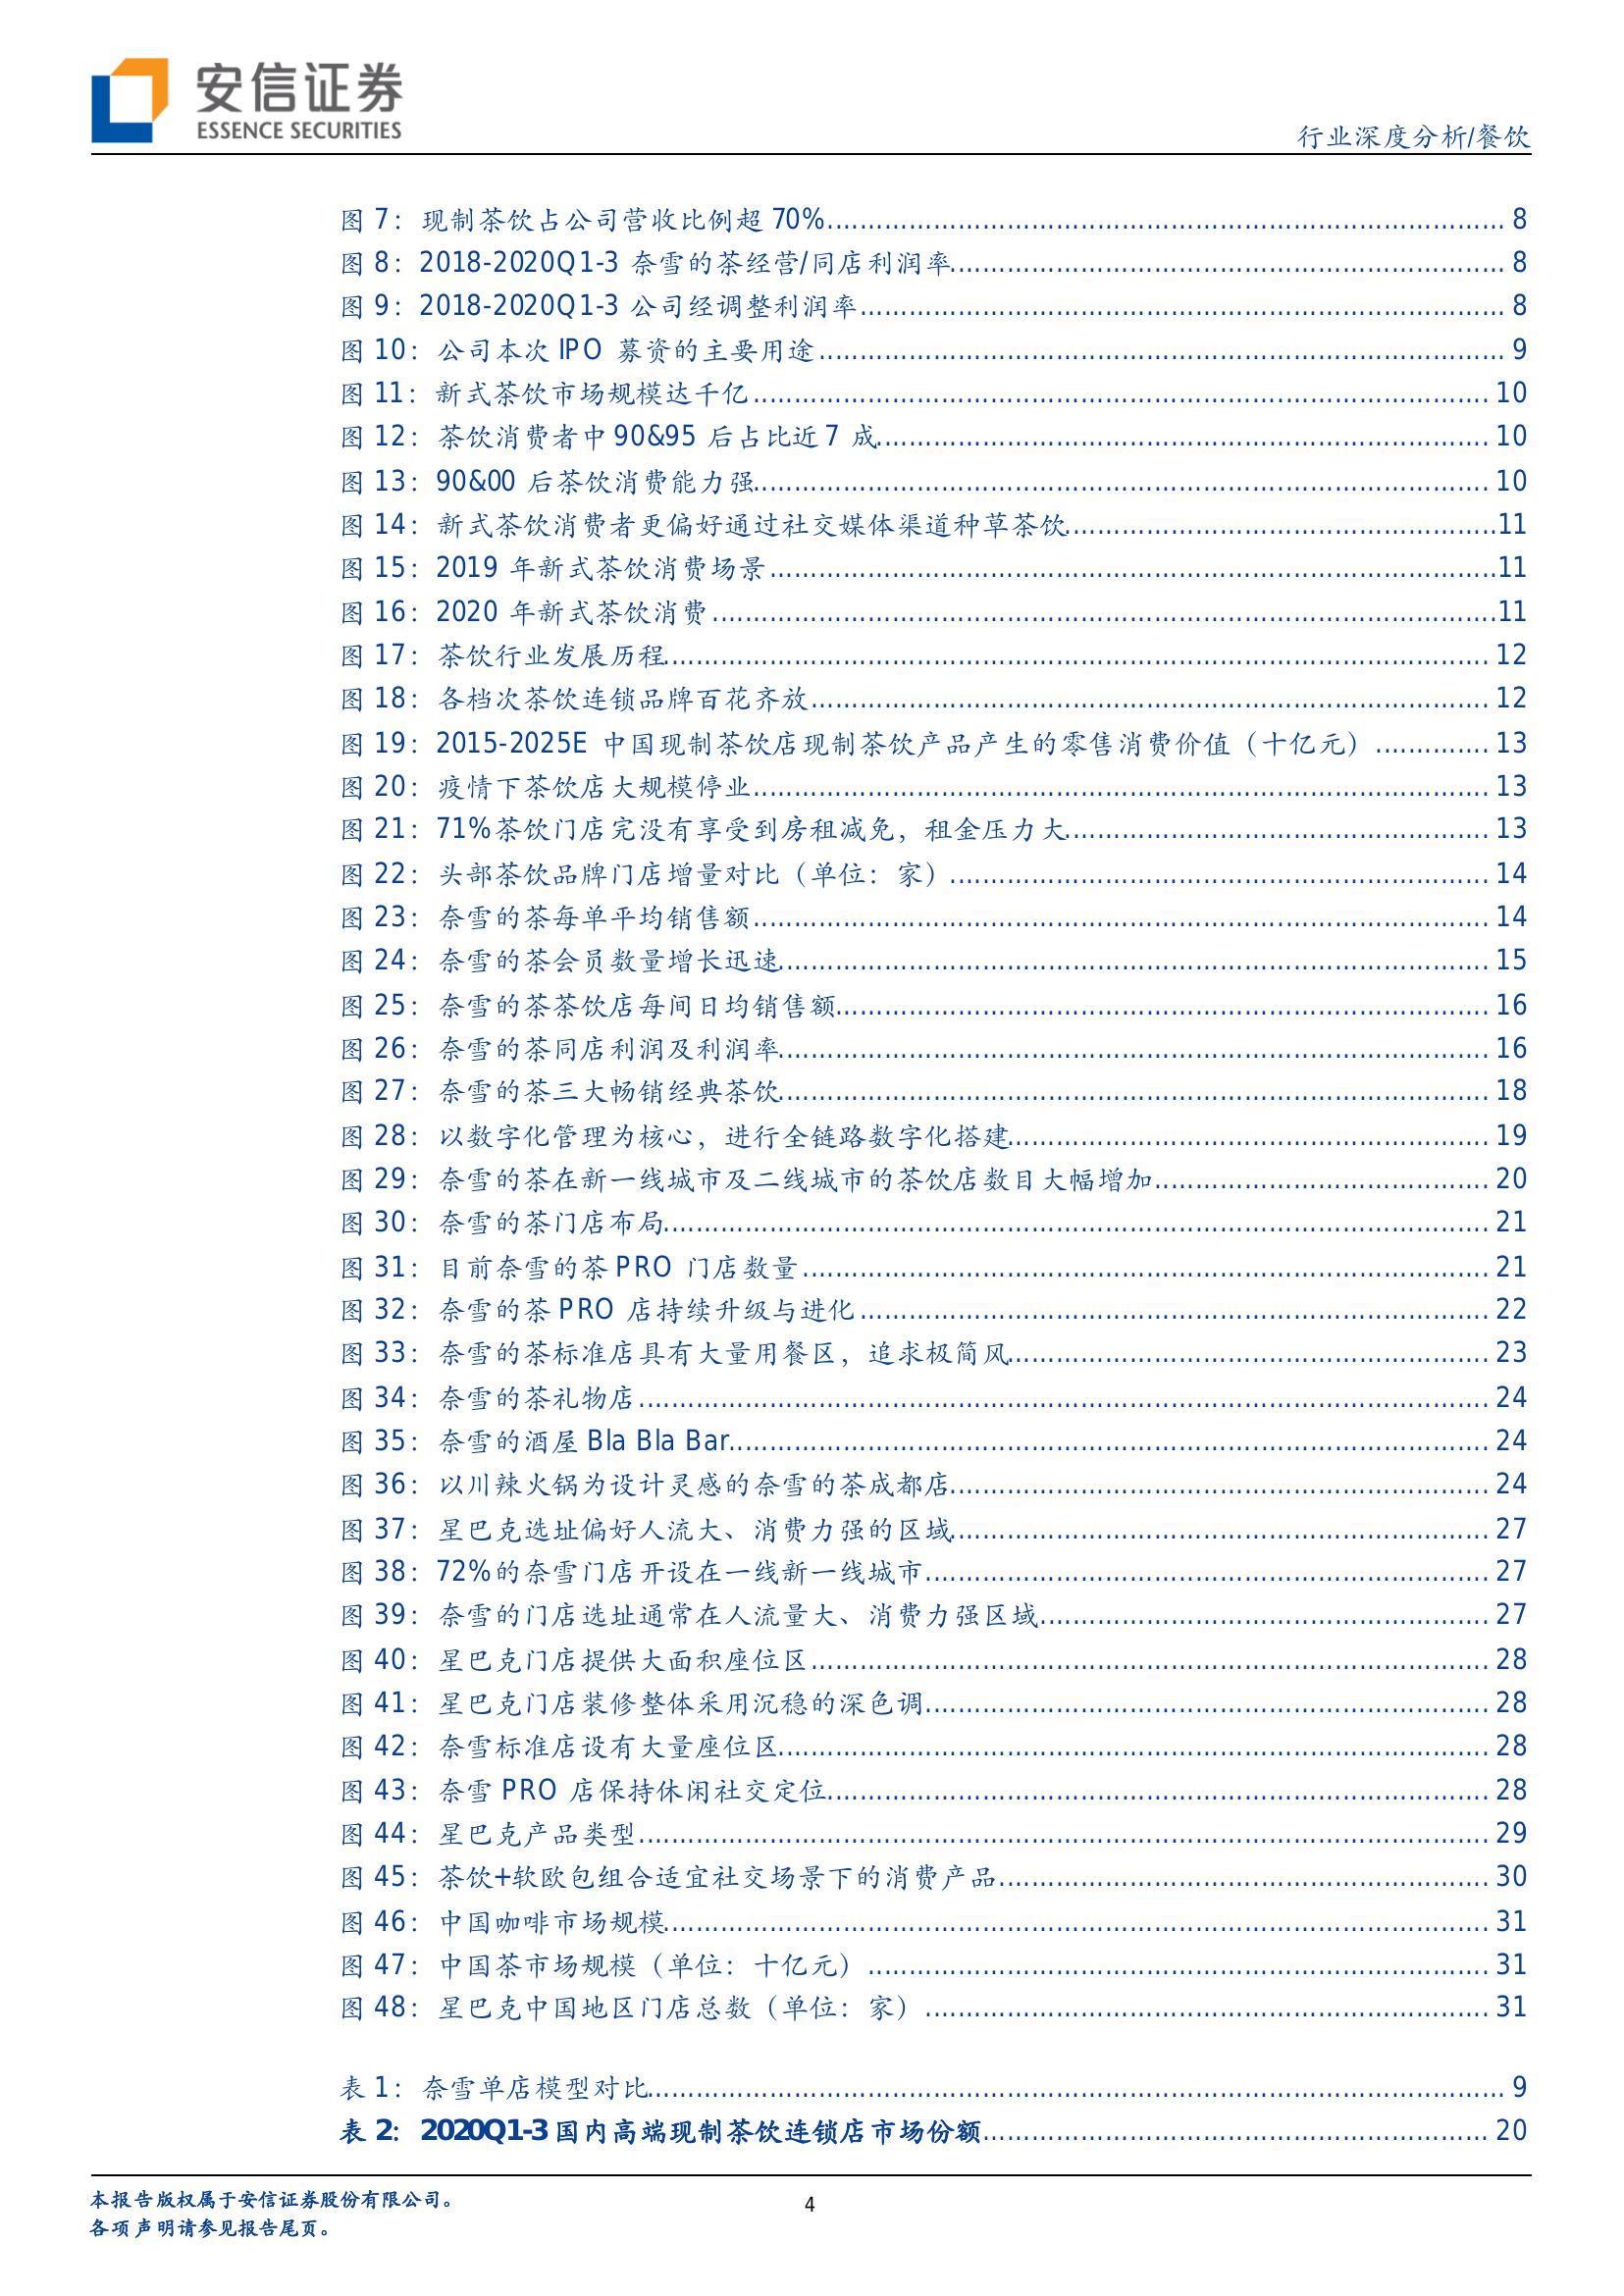 安信证券
ESSENCE SECURITIES
行业深度分析/餐饮
图 7：现制茶饮占公司营收比例超 70%........ 8
图 8：2018-2020Q1-3 奈雪的茶经营/同店利润率........ 8
图 9：2018-2020Q1-3 公司经调整利润率........ 8
图 10：公司本次 IPO 募资的主要用途........ 9
图 11：新式茶饮市场规模达千亿........ 10
图 12：茶饮消费者中 90&95 后占比近 7 成........ 10
图 13：90&00 后茶饮消费能力强........ 10
图 14：新式茶饮消费者更偏好通过社交媒体渠道种草茶饮........11
图 15：2019 年新式茶饮消费场景........11
图 16：2020 年新式茶饮消费........11
图 17：茶饮行业发展历程........ 12
图 18：各档次茶饮连锁品牌百花齐放........ 12
图 19：2015-2025E 中国现制茶饮店现制茶饮产品产生的零售消费价值（十亿元）........ 13
图 20：疫情下茶饮店大规模停业........ 13
图 21：71%茶饮门店完没有享受到房租减免，租金压力大........ 13
图 22：头部茶饮品牌门店增量对比（单位：家）........ 14
图 23：奈雪的茶每单平均销售额........ 14
图 24：奈雪的茶会员数量增长迅速........ 15
图 25：奈雪的茶茶饮店每间日均销售额........ 16
图 26：奈雪的茶同店利润及利润率........ 16
图 27：奈雪的茶三大畅销经典茶饮........ 18
图 28：以数字化管理为核心，进行全链路数字化搭建........ 19
图 29：奈雪的茶在新一线城市及二线城市的茶饮店数目大幅增加........ 20
图 30：奈雪的茶门店布局........ 21
图 31：目前奈雪的茶 PRO 门店数量........ 21
图 32：奈雪的茶 PRO 店持续升级与进化........ 22
图 33：奈雪的茶标准店具有大量用餐区，追求极简风........ 23
图 34：奈雪的茶礼物店........ 24
图 35：奈雪的酒屋 Bla Bla Bar........ 24
图 36：以川辣火锅为设计灵感的奈雪的茶成都店........ 24
图 37：星巴克选址偏好人流大、消费力强的区域........ 27
图 38：72%的奈雪门店开设在一线新一线城市........ 27
图 39：奈雪的门店选址通常在人流量大、消费力强区域........ 27
图 40：星巴克门店提供大面积座位区........ 28
图 41：星巴克门店装修整体采用沉稳的深色调........ 28
图 42：奈雪标准店设有大量座位区........ 28
图 43：奈雪 PRO 店保持休闲社交定位........ 28
图 44：星巴克产品类型........ 29
图 45：茶饮+软欧包组合适宜社交场景下的消费产品........ 30
图 46：中国咖啡市场规模........ 31
图 47：中国茶市场规模（单位：十亿元）........ 31
图 48：星巴克中国地区门店总数（单位：家）........ 31
表 1：奈雪单店模型对比........ 9
表 2：2020Q1-3 国内高端现制茶饮连锁店市场份额........ 20
本报告版权属于安信证券股份有限公司。
各项声明请参见报告尾页。
4